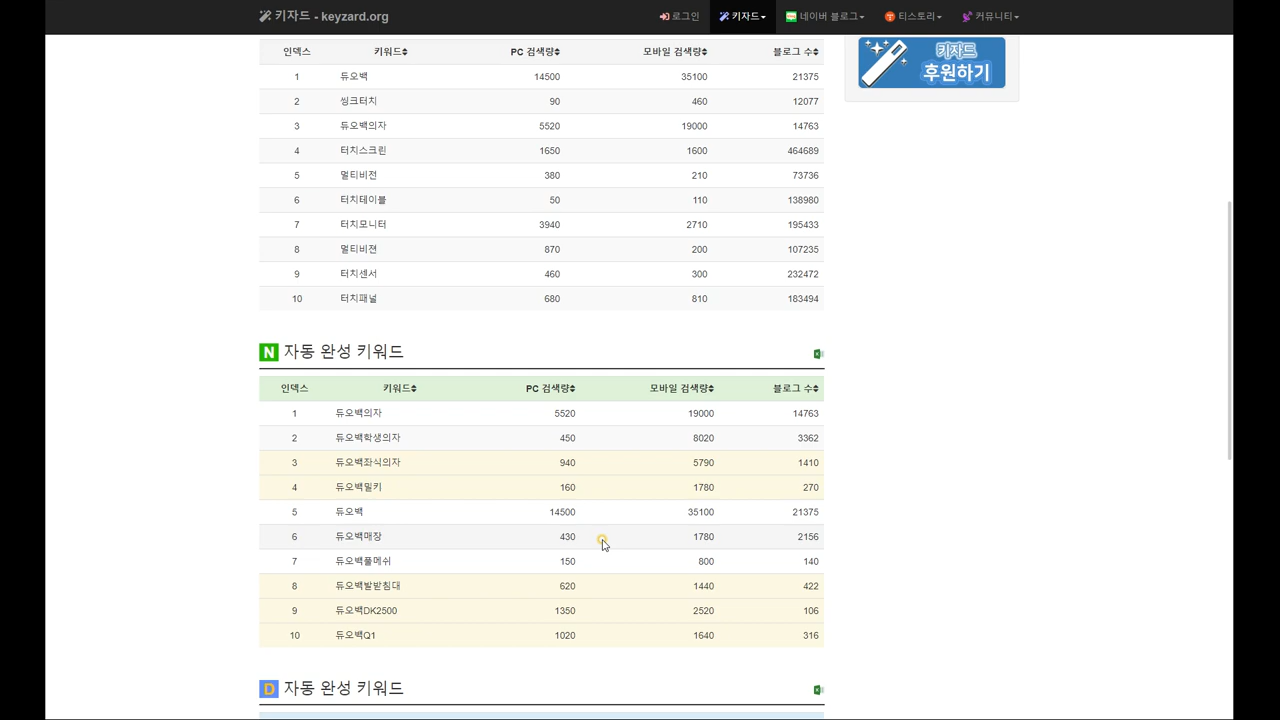 키자드 - keyzard.org 로그인 키자드 네이버 블로그 티스토리 커뮤니티
인덱스 키워드 PC 검색량 모바일 검색량 블로그 수
1 듀오백 14500 35100 21375
2 씽크터치 90 460 12077
3 듀오백의자 5520 19000 14763
4 터치스크린 1650 1600 464689
5 멀티비전 380 210 73736
6 터치테이블 50 110 138980
7 터치모니터 3940 2710 195433
8 멀티비젼 870 200 107235
9 터치센서 460 300 232472
10 터치패널 680 810 183494
키자드
후원하기
N 자동 완성 키워드
인덱스 키워드 PC 검색량 모바일 검색량 블로그 수
1 듀오백의자 5520 19000 14763
2 듀오백학생의자 450 8020 3362
3 듀오백좌식의자 940 5790 1410
4 듀오백밀키 160 1780 270
5 듀오백 14500 35100 21375
6 듀오백매장 430 1780 2156
7 듀오백풀메쉬 150 800 140
8 듀오백발받침대 620 1440 422
9 듀오백DK2500 1350 2520 106
10 듀오백Q1 1020 1640 316
D 자동 완성 키워드